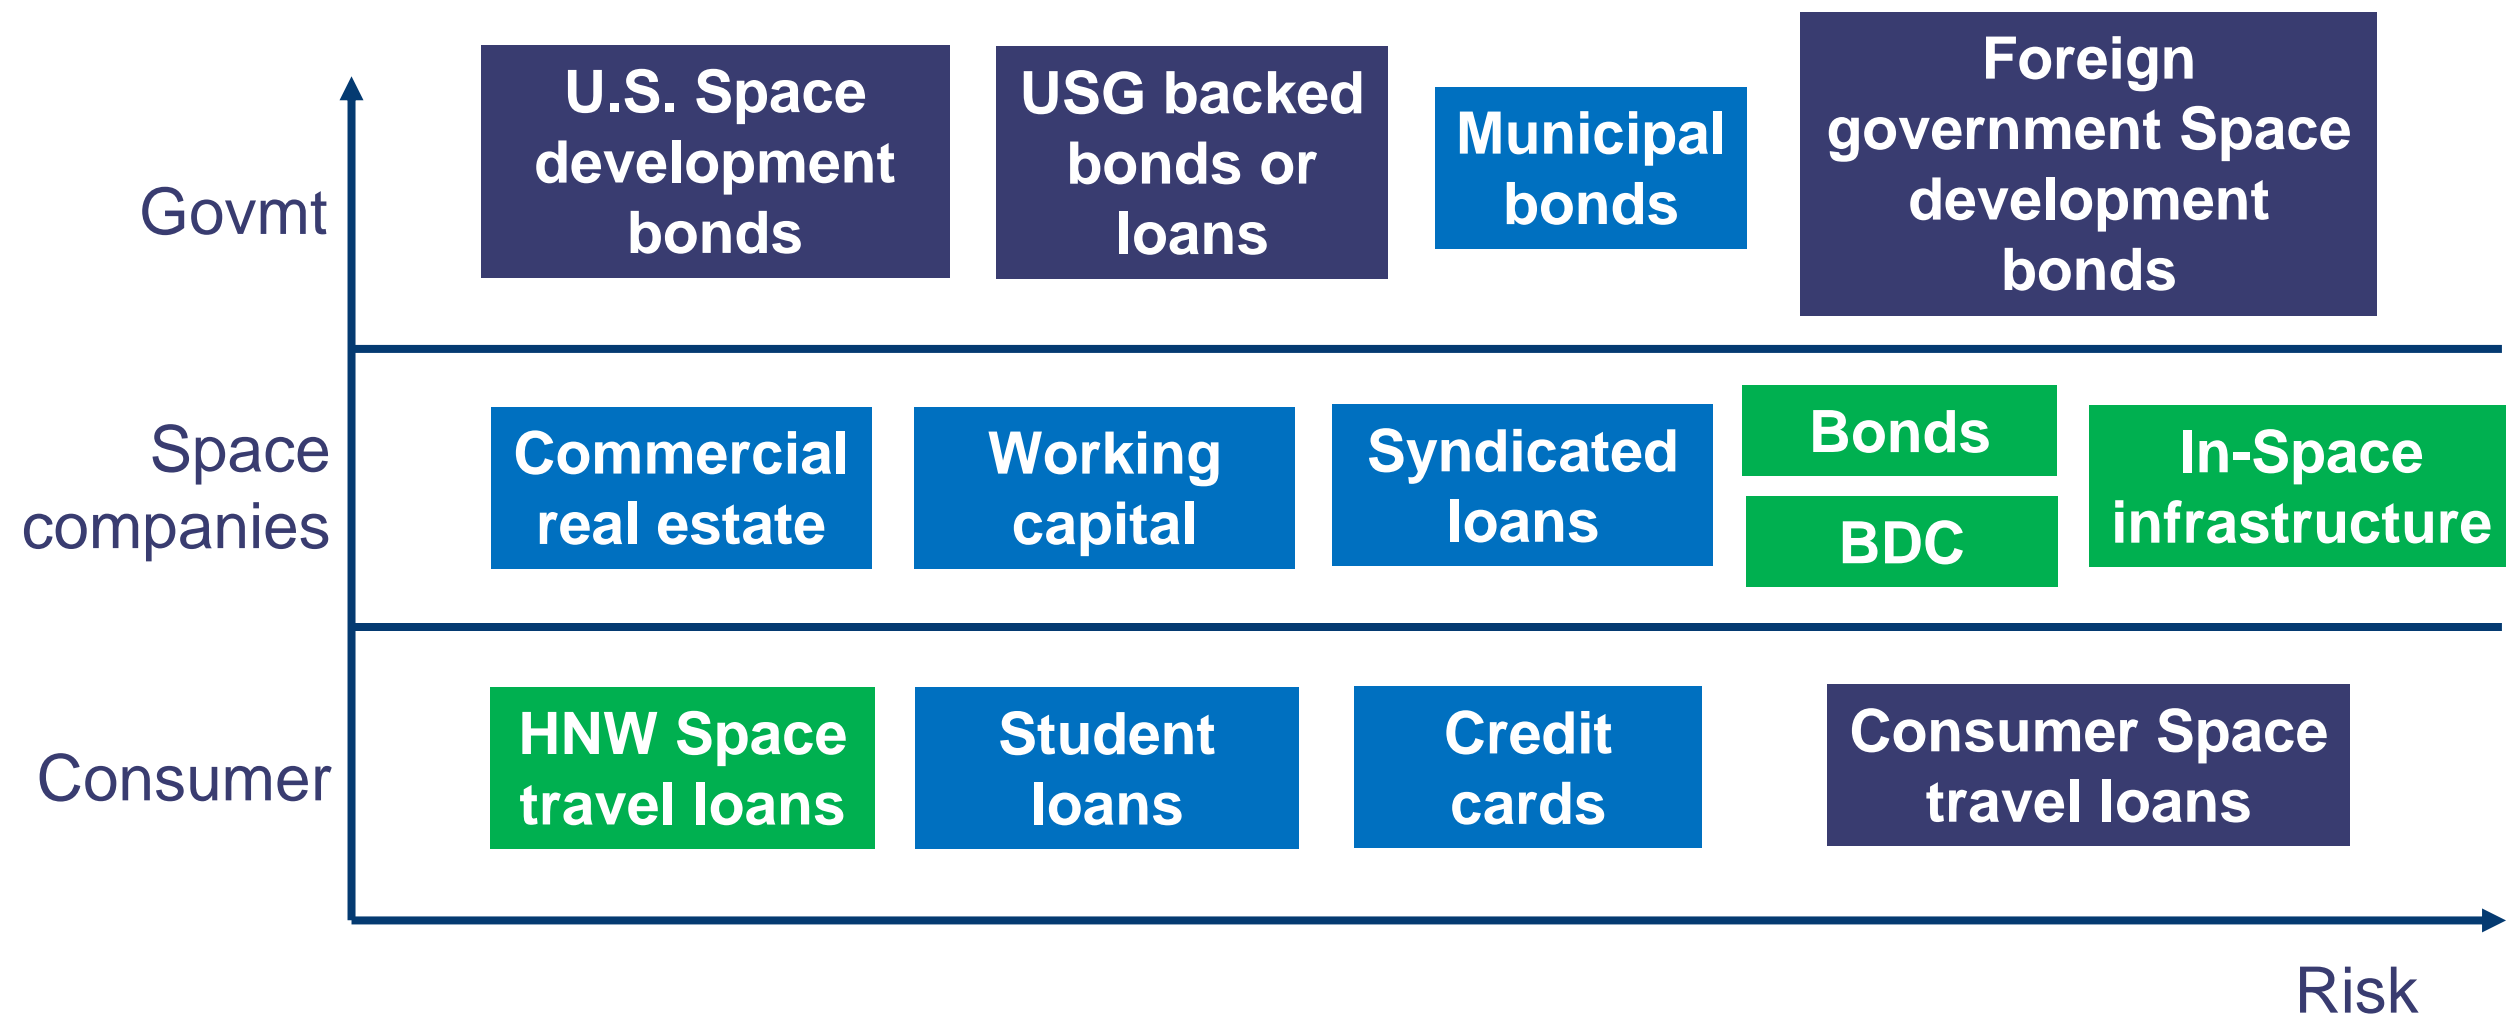 Govmt
U.S. Space
development
bonds
USG backed
bonds or
loans
Municipal
bonds
Foreign
government Space
development
bonds
Space
companies
Commercial
real estate
Working
capital
Syndicated
loans
Bonds
BDC
In-Space
infrastructure
Consumer
HNW Space
travel loans
Student
loans
Credit
cards
Consumer Space
travel loans
Risk